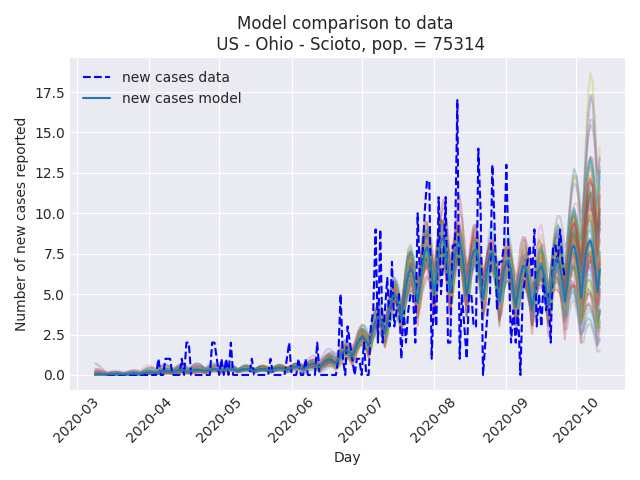 Model comparison to data
US - Ohio - Scioto, pop. = 75314
new cases data
new cases model
Number of new cases reported
17.5
15.0
12.5
10.0
7.5
5.0
2.5
0.0
2020-03
2020-04
2020-05
2020-06
2020-07
2020-08
2020-09
2020-10
Day